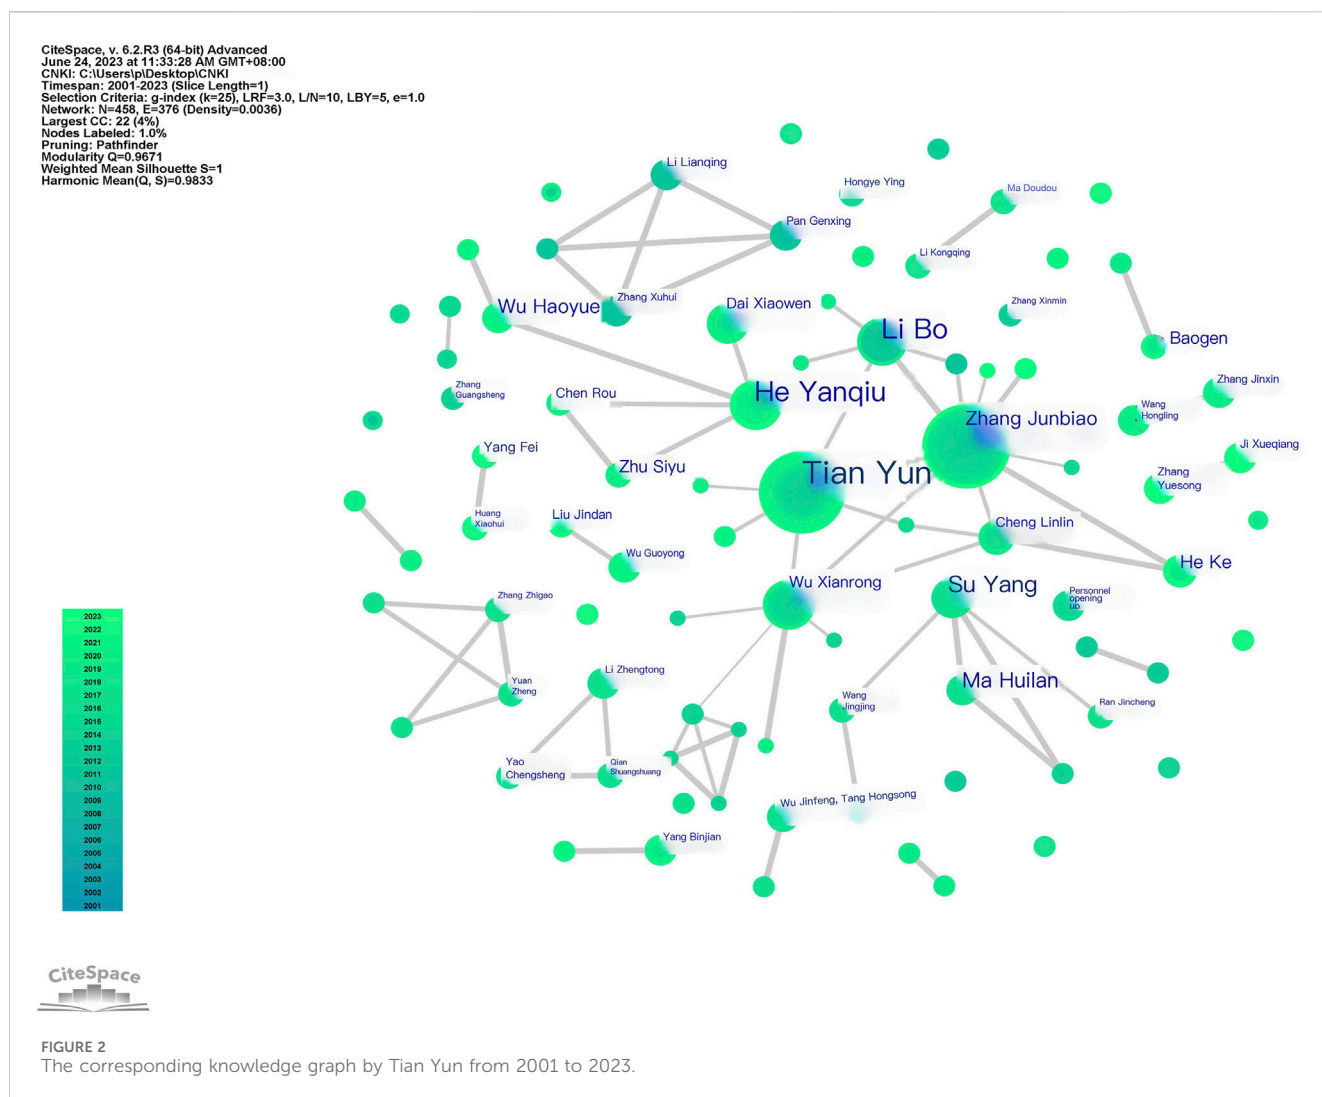 CiteSpace, v. 6.2.R3 (64-bit) Advanced
June 24, 2023 at 11:33:28 AM GMT+08:00
CNKI: C:\Users\p\Desktop\CNKI
Timespan: 2001-2023 (Slice Length=1)
Selection Criteria: g-index (k=25), LRF=3.0, L/N=10, LBY=5, e=1.0
Network: N=458, E=376 (Density=0.0036)
Largest CC: 22 (4%)
Nodes Labeled: 1.0%
Pruning: Pathfinder
Modularity Q=0.9671
Weighted Mean Silhouette S=1
Harmonic Mean(Q, S)=0.9833
Li Lianqing
Hongye Ying
Ma Doudou
Pan Genxing
Li Kongqing
Zhang Xuhui
Wu Haoyue
Dai Xiaowen
Zhang Xinmin
Li Bo
Baogen
Zhang
Guangsheng
Chen Rou
He Yanqiu
Zhang Jinxin
Wang
Hongling
Zhang Junbiao
Yang Fei
Ji Xueqiang
Zhu Siyu
Tian Yun
Zhang
Yuesong
Huang
Xiaohui
Liu Jindan
Cheng Linlin
Wu Guoyong
He Ke
Wu Xianrong
Su Yang
Personnel
opening
up
Zhang Zhigao
Li Zhengtong
Yuan
Zheng
Ma Huilan
Wang
Jingjing
Ran Jincheng
Yao
Chengsheng
Qian
Shuangshuang
Wu Jinfeng, Tang Hongsong
Yang Binjian
2023
2022
2021
2020
2019
2018
2017
2016
2015
2014
2013
2012
2011
2010
2009
2008
2007
2006
2005
2004
2003
2002
2001
CiteSpace
FIGURE 2
The corresponding knowledge graph by Tian Yun from 2001 to 2023.